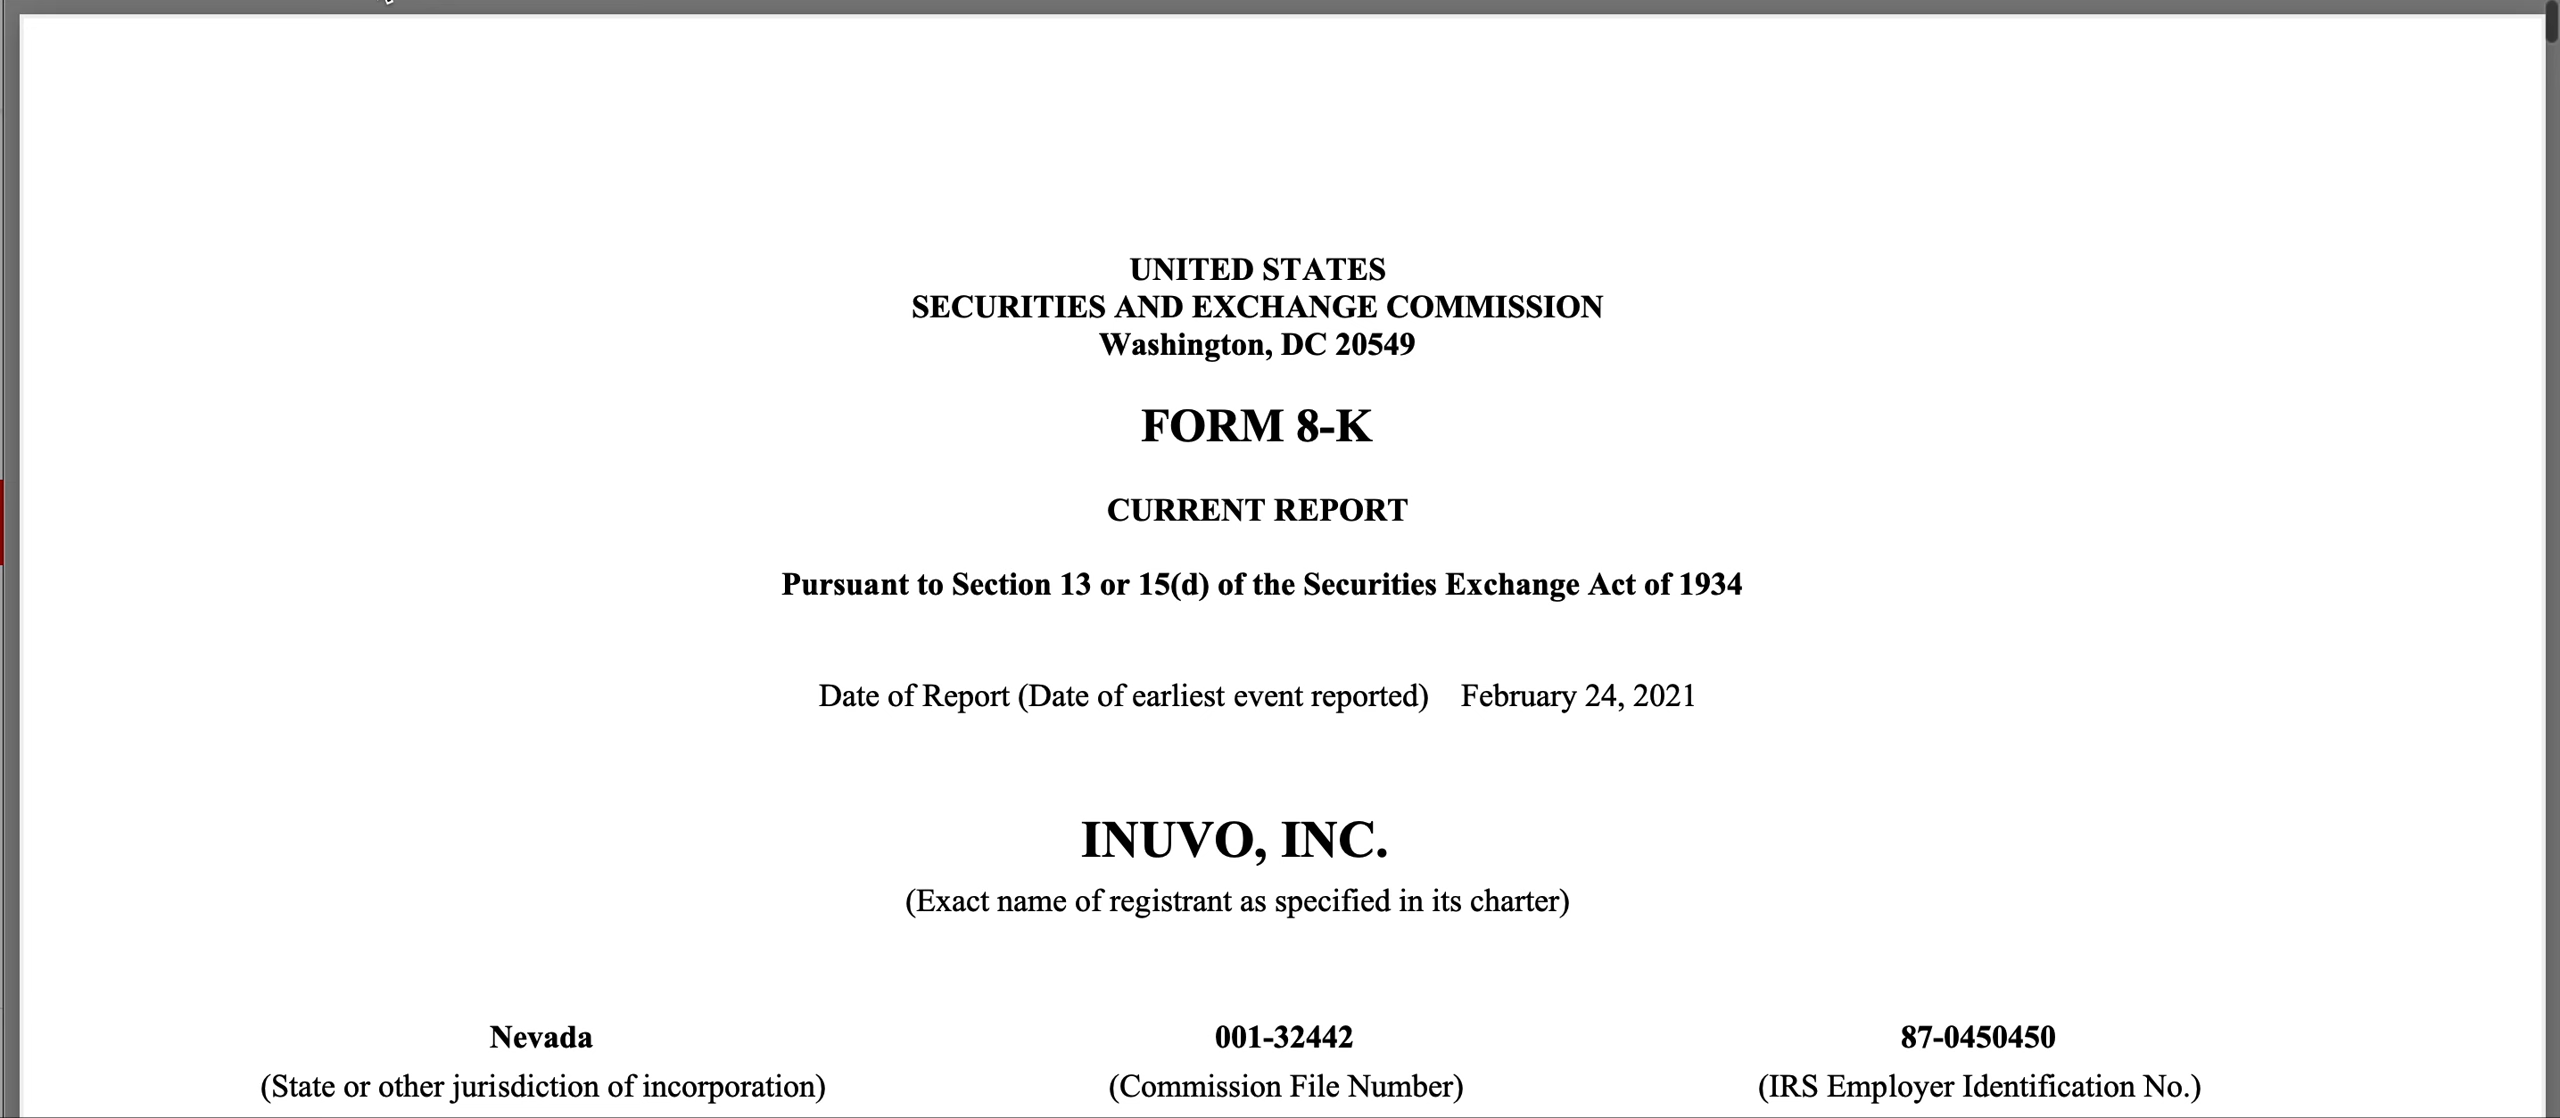 UNITED STATES
SECURITIES AND EXCHANGE COMMISSION
Washington, DC 20549
FORM 8-K
CURRENT REPORT
Pursuant to Section 13 or 15(d) of the Securities Exchange Act of 1934
Date of Report (Date of earliest event reported) February 24, 2021
INUVO, INC.
(Exact name of registrant as specified in its charter)
Nevada 001-32442 87-0450450
(State or other jurisdiction of incorporation) (Commission File Number) (IRS Employer Identification No.)